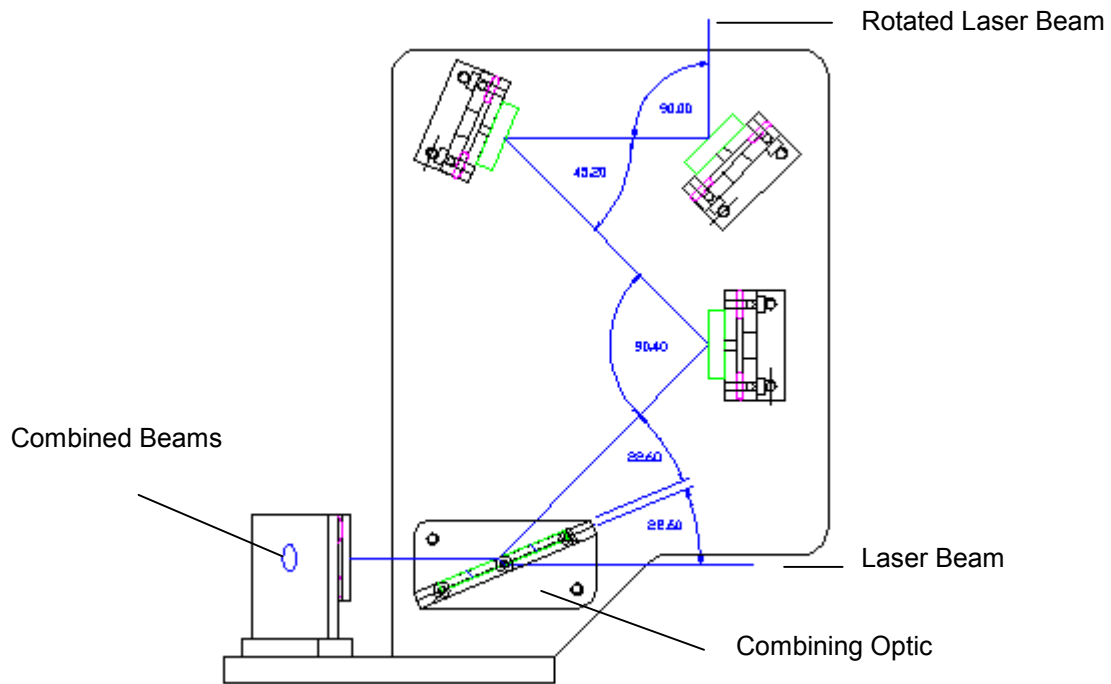 Rotated Laser Beam
90.00
45.20
90.40
Combined Beams
22.60
22.60
Laser Beam
Combining Optic